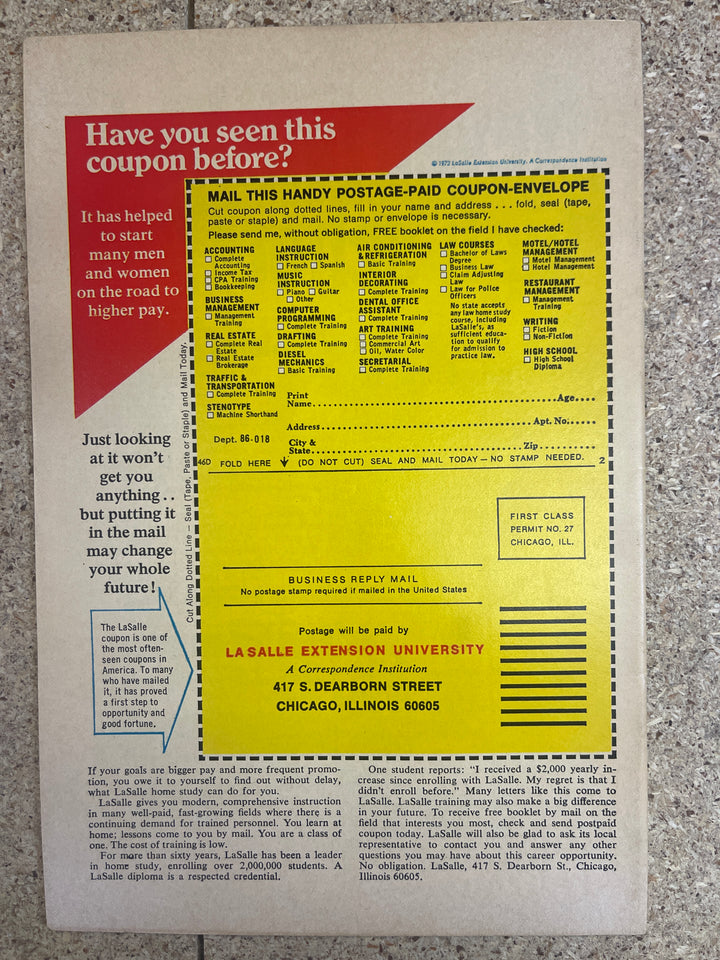 Have you seen this
coupon before?
© 1972 LaSalle Extension University. A Correspondence Institution
It has helped
to start
many men
and women
on the road to
higher pay.
MAIL THIS HANDY POSTAGE-PAID COUPON-ENVELOPE
Cut coupon along dotted lines, fill in your name and address . . . fold, seal (tape,
paste or staple) and mail. No stamp or envelope is necessary.
Please send me, without obligation, FREE booklet on the field I have checked:
ACCOUNTING
Complete
Accounting
Income Tax
CPA Training
Bookkeeping
BUSINESS
MANAGEMENT
Management
Training
REAL ESTATE
Complete Real
Estate
Real Estate
Brokerage
TRAFFIC &
TRANSPORTATION
Complete Training
STENOTYPE
Machine Shorthand
LANGUAGE
INSTRUCTION
French Spanish
MUSIC
INSTRUCTION
Piano Guitar
Other
COMPUTER
PROGRAMMING
Complete Training
DRAFTING
Complete Training
DIESEL
MECHANICS
Basic Training
AIR CONDITIONING
& REFRIGERATION
Basic Training
INTERIOR
DECORATING
Complete Training
DENTAL OFFICE
ASSISTANT
Complete Training
ART TRAINING
Complete Training
Commercial Art
Oil, Water Color
SECRETARIAL
Complete Training
LAW COURSES
Bachelor of Laws
Degree
Business Law
Claim Adjusting
Law
Law for Police
Officers
No state accepts
any law home study
course, including
LaSalle's, as
sufficient educa-
tion to qualify
for admission to
practice law.
MOTEL/HOTEL
MANAGEMENT
Motel Management
Hotel Management
RESTAURANT
MANAGEMENT
Management
Training
WRITING
Fiction
Non-Fiction
HIGH SCHOOL
High School
Diploma
Print
Name Age
Address Apt. No.
Dept. 86-018
City &
State Zip
46D FOLD HERE (DO NOT CUT) SEAL AND MAIL TODAY — NO STAMP NEEDED. 2
Cut Along Dotted Line — Seal (Tape, Paste or Staple) and Mail Today.
Just looking
at it won't
get you
anything . .
but putting it
in the mail
may change
your whole
future!
The LaSalle
coupon is one of
the most often-
seen coupons in
America. To many
who have mailed
it, it has proved
a first step to
opportunity and
good fortune.
FIRST CLASS
PERMIT NO. 27
CHICAGO, ILL.
BUSINESS REPLY MAIL
No postage stamp required if mailed in the United States
Postage will be paid by
LA SALLE EXTENSION UNIVERSITY
A Correspondence Institution
417 S. DEARBORN STREET
CHICAGO, ILLINOIS 60605
If your goals are bigger pay and more frequent promo-
tion, you owe it to yourself to find out without delay,
what LaSalle home study can do for you.
LaSalle gives you modern, comprehensive instruction
in many well-paid, fast-growing fields where there is a
continuing demand for trained personnel. You learn at
home; lessons come to you by mail. You are a class of
one. The cost of training is low.
For more than sixty years, LaSalle has been a leader
in home study, enrolling over 2,000,000 students. A
LaSalle diploma is a respected credential.
One student reports: "I received a $2,000 yearly in-
crease since enrolling with LaSalle. My regret is that I
didn't enroll before." Many letters like this come to
LaSalle. LaSalle training may also make a big difference
in your future. To receive free booklet by mail on the
field that interests you most, check and send postpaid
coupon today. LaSalle will also be glad to ask its local
representative to contact you and answer any other
questions you may have about this career opportunity.
No obligation. LaSalle, 417 S. Dearborn St., Chicago,
Illinois 60605.